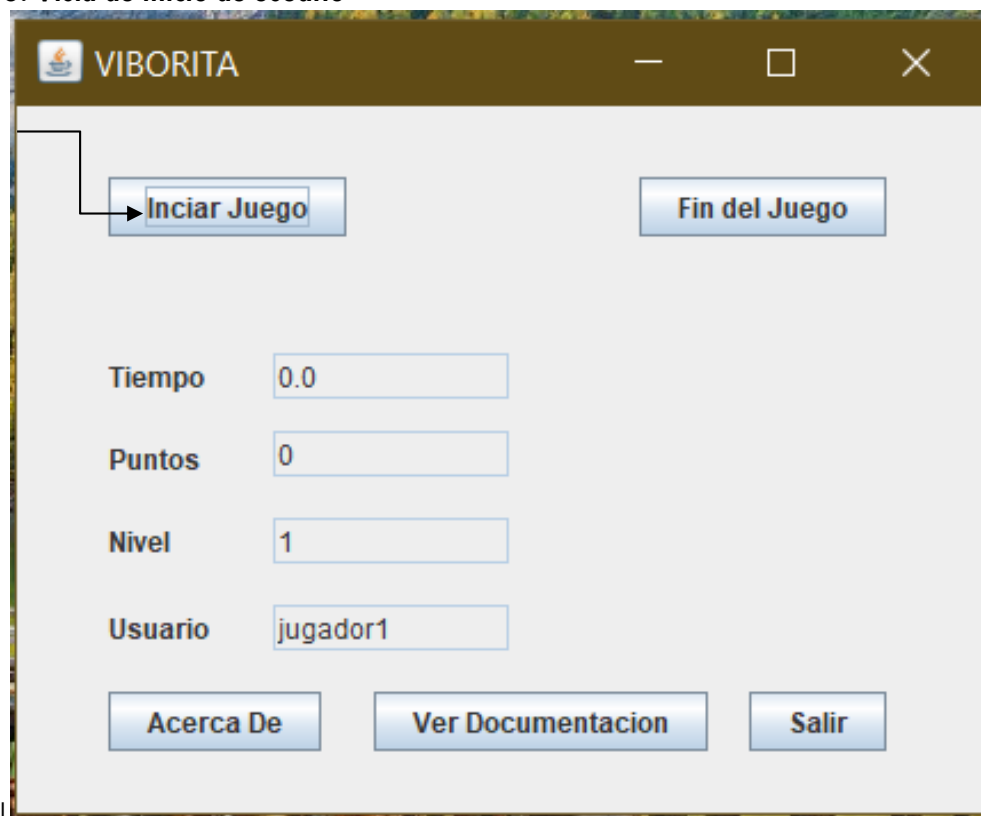 VIBORITA
Inciar Juego Fin del Juego
Tiempo 0.0
Puntos 0
Nivel 1
Usuario jugador1
Acerca De Ver Documentacion Salir